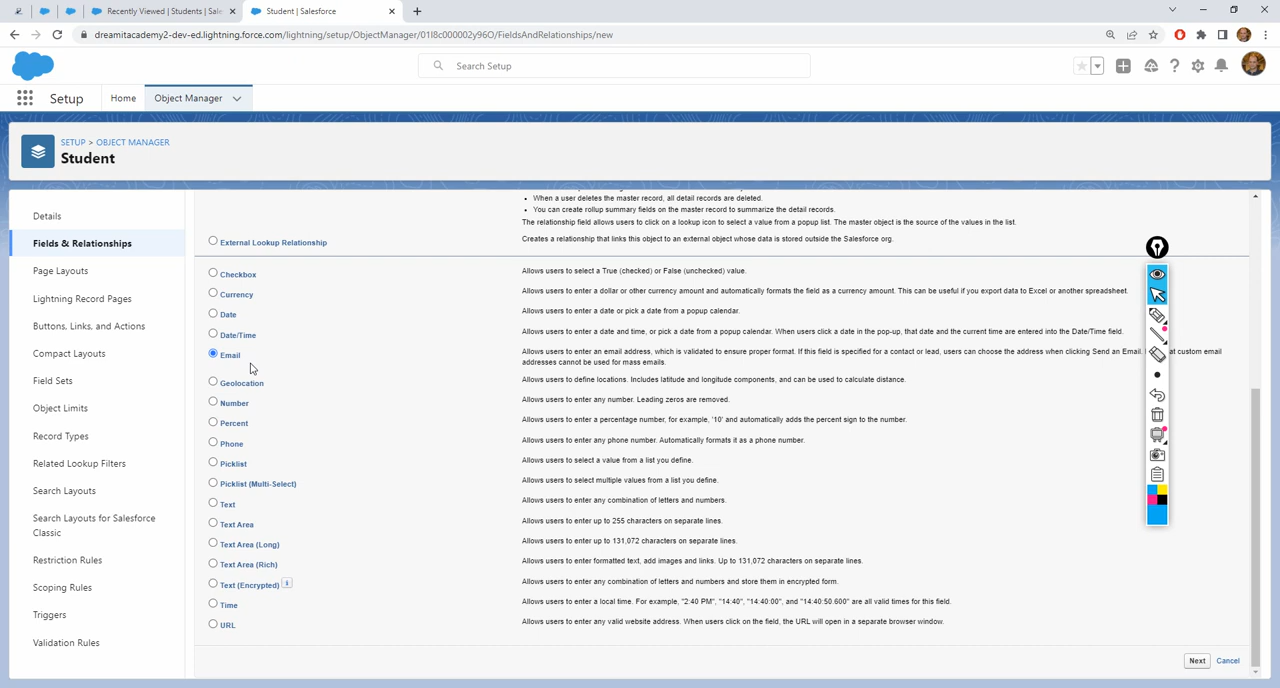 Recently Viewed | Students | Sales
Student | Salesforce
dreamitacademy2-dev-ed.lightning.force.com/lightning/setup/ObjectManager/01I8c000002y96O/FieldsAndRelationships/new
Search Setup
Setup
Home
Object Manager
SETUP > OBJECT MANAGER
Student
Details
Fields & Relationships
Page Layouts
Lightning Record Pages
Buttons, Links, and Actions
Compact Layouts
Field Sets
Object Limits
Record Types
Related Lookup Filters
Search Layouts
Search Layouts for Salesforce
Classic
Restriction Rules
Scoping Rules
Triggers
Validation Rules
When a user deletes the master record, all detail records are deleted.
You can create rollup summary fields on the master record to summarize the detail records.
The relationship field allows users to click on a lookup icon to select a value from a popup list. The master object is the source of the values in the list.
External Lookup Relationship
Creates a relationship that links this object to an external object whose data is stored outside the Salesforce org.
Checkbox
Allows users to select a True (checked) or False (unchecked) value.
Currency
Allows users to enter a dollar or other currency amount and automatically formats the field as a currency amount. This can be useful if you export data to Excel or another spreadsheet.
Date
Allows users to enter a date or pick a date from a popup calendar.
Date/Time
Allows users to enter a date and time, or pick a date from a popup calendar. When users click a date in the pop-up, that date and the current time are entered into the Date/Time field.
Email
Allows users to enter an email address, which is validated to ensure proper format. If this field is specified for a contact or lead, users can choose the address when clicking Send an Email. at custom email
addresses cannot be used for mass emails.
Geolocation
Allows users to define locations. Includes latitude and longitude components, and can be used to calculate distance.
Number
Allows users to enter any number. Leading zeros are removed.
Percent
Allows users to enter a percentage number, for example, '10' and automatically adds the percent sign to the number.
Phone
Allows users to enter any phone number. Automatically formats it as a phone number.
Picklist
Allows users to select a value from a list you define.
Picklist (Multi-Select)
Allows users to select multiple values from a list you define.
Text
Allows users to enter any combination of letters and numbers.
Text Area
Allows users to enter up to 255 characters on separate lines.
Text Area (Long)
Allows users to enter up to 131,072 characters on separate lines.
Text Area (Rich)
Allows users to enter formatted text, add images and links. Up to 131,072 characters on separate lines.
Text (Encrypted) i
Allows users to enter any combination of letters and numbers and store them in encrypted form.
Time
Allows users to enter a local time. For example, "2:40 PM", "14:40", "14:40:00", and "14:40:50.600" are all valid times for this field.
URL
Allows users to enter any valid website address. When users click on the field, the URL will open in a separate browser window.
Next
Cancel